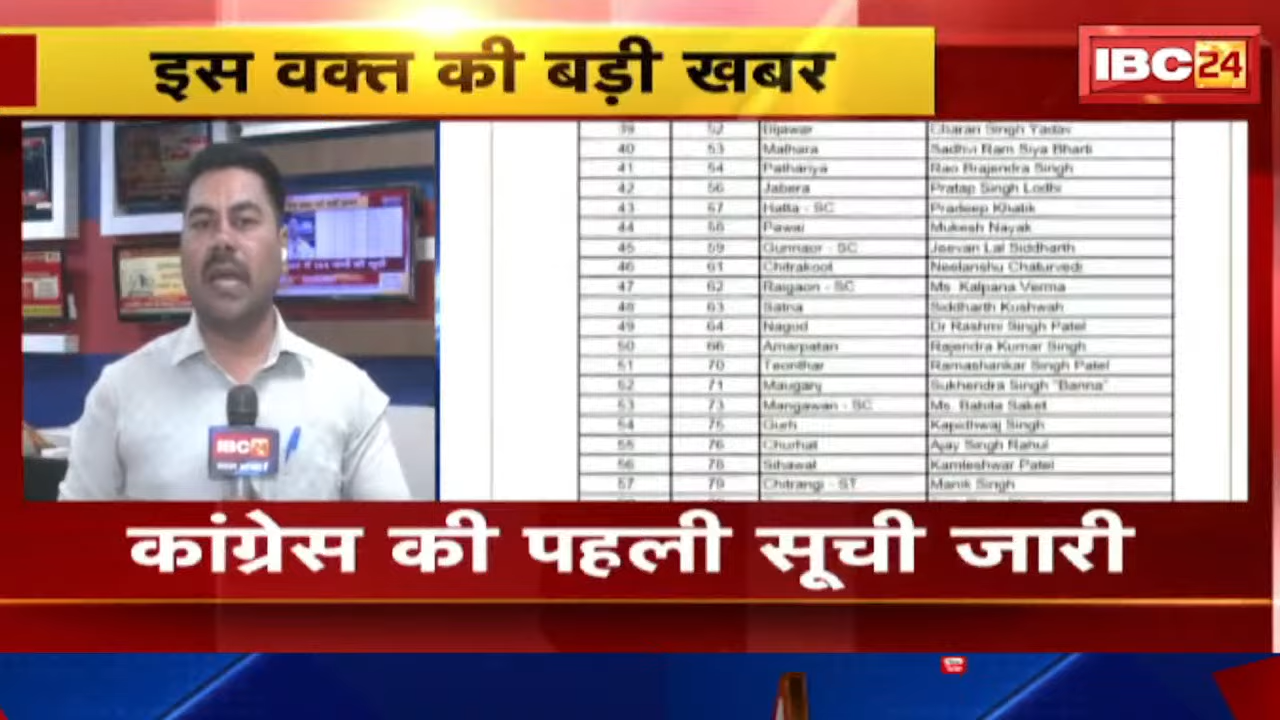 इस वक्त की बड़ी खबर
IBC24
39 52 Bijawar Charan Singh Yadav
40 53 Malhara Sadhvi Ram Siya Bharti
41 54 Pathariya Rao Brajendra Singh
42 56 Jabera Pratap Singh Lodhi
43 57 Hatta - SC Pradeep Khatik
44 58 Pawai Mukesh Nayak
45 59 Gunnaor - SC Jeevan Lal Siddharth
46 61 Chitrakoot Neelanshu Chaturvedi
47 62 Raigaon - SC Ms. Kalpana Verma
48 63 Satna Siddharth Kushwah
49 64 Nagod Dr Rashmi Singh Patel
50 66 Amarpatan Rajendra Kumar Singh
51 70 Teonthar Ramashankar Singh Patel
52 71 Mauganj Sukhendra Singh "Banna"
53 73 Mangawan - SC Ms. Babita Saket
54 75 Gurh Kapidhwaj Singh
55 76 Churhat Ajay Singh Rahul
56 78 Sihawal Kamleshwar Patel
57 79 Chitrangi - ST Manik Singh
IBC24
कांग्रेस की पहली सूची जारी